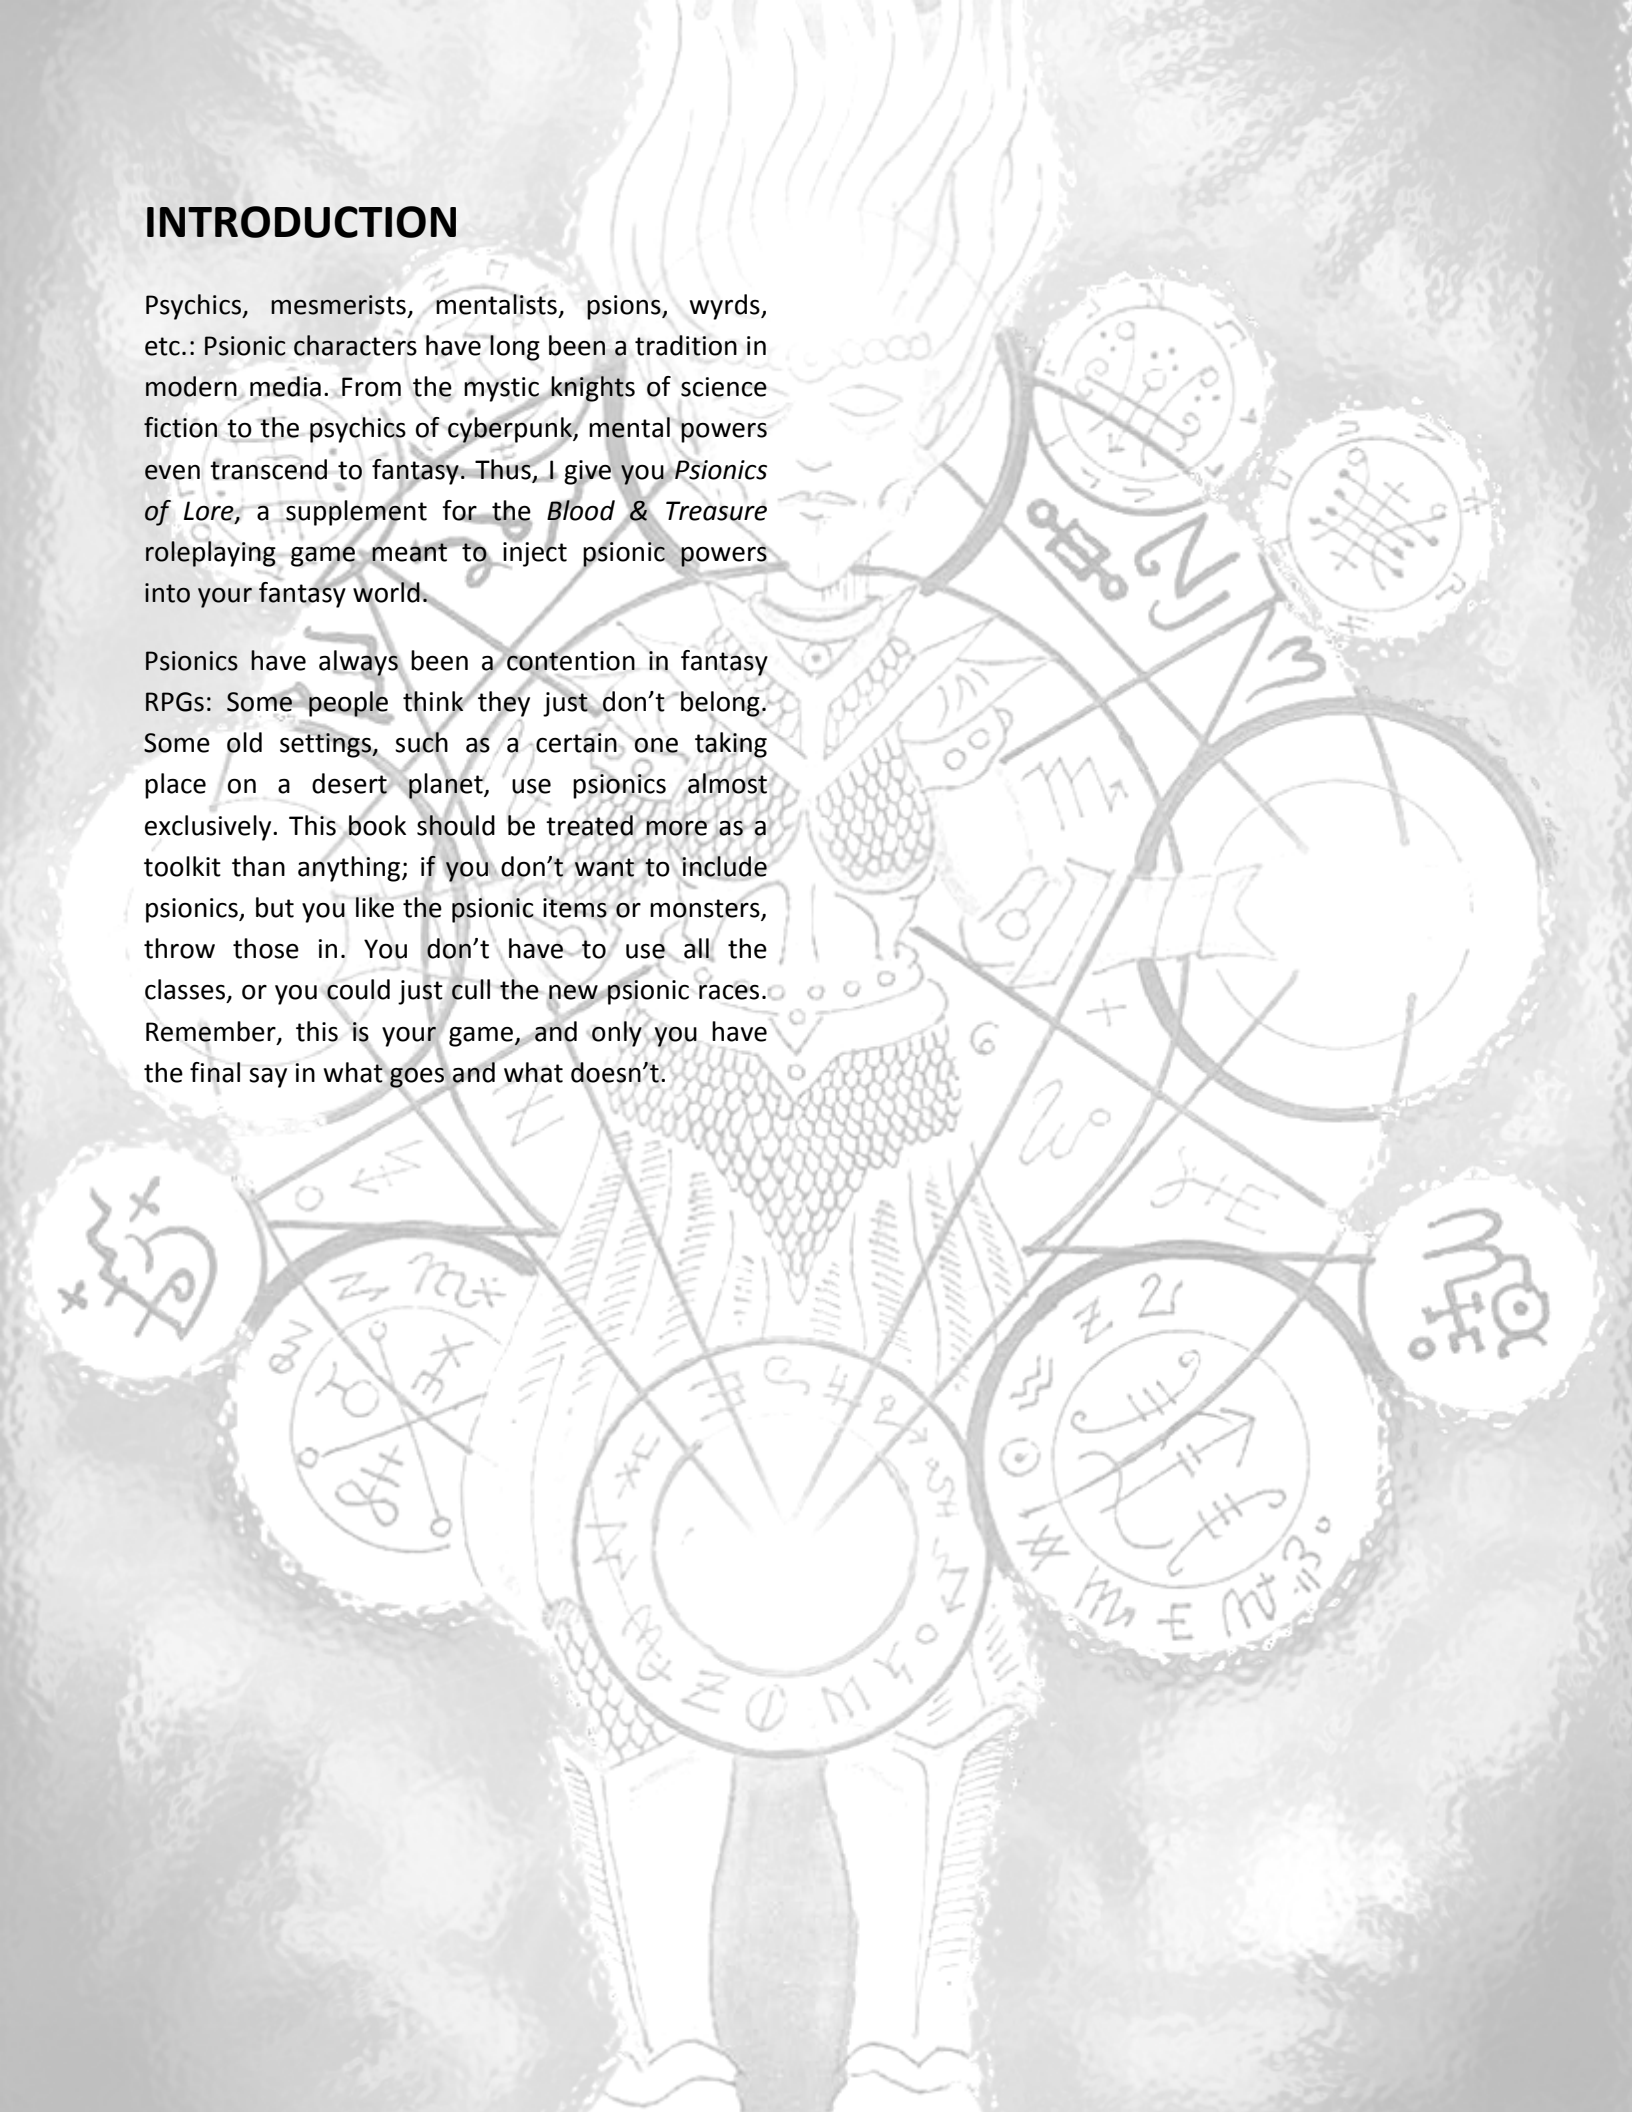 INTRODUCTION
Psychics, mesmerists, mentalists, psions, wyrds,
etc.: Psionic characters have long been a tradition in
modern media. From the mystic knights of science
fiction to the psychics of cyberpunk, mental powers
even transcend to fantasy. Thus, I give you Psionics
of Lore, a supplement for the Blood & Treasure
roleplaying game meant to inject psionic powers
into your fantasy world.
Psionics have always been a contention in fantasy
RPGs: Some people think they just don’t belong.
Some old settings, such as a certain one taking
place on a desert planet, use psionics almost
exclusively. This book should be treated more as a
toolkit than anything; if you don’t want to include
psionics, but you like the psionic items or monsters,
throw those in. You don’t have to use all the
classes, or you could just cull the new psionic races.
Remember, this is your game, and only you have
the final say in what goes and what doesn’t.